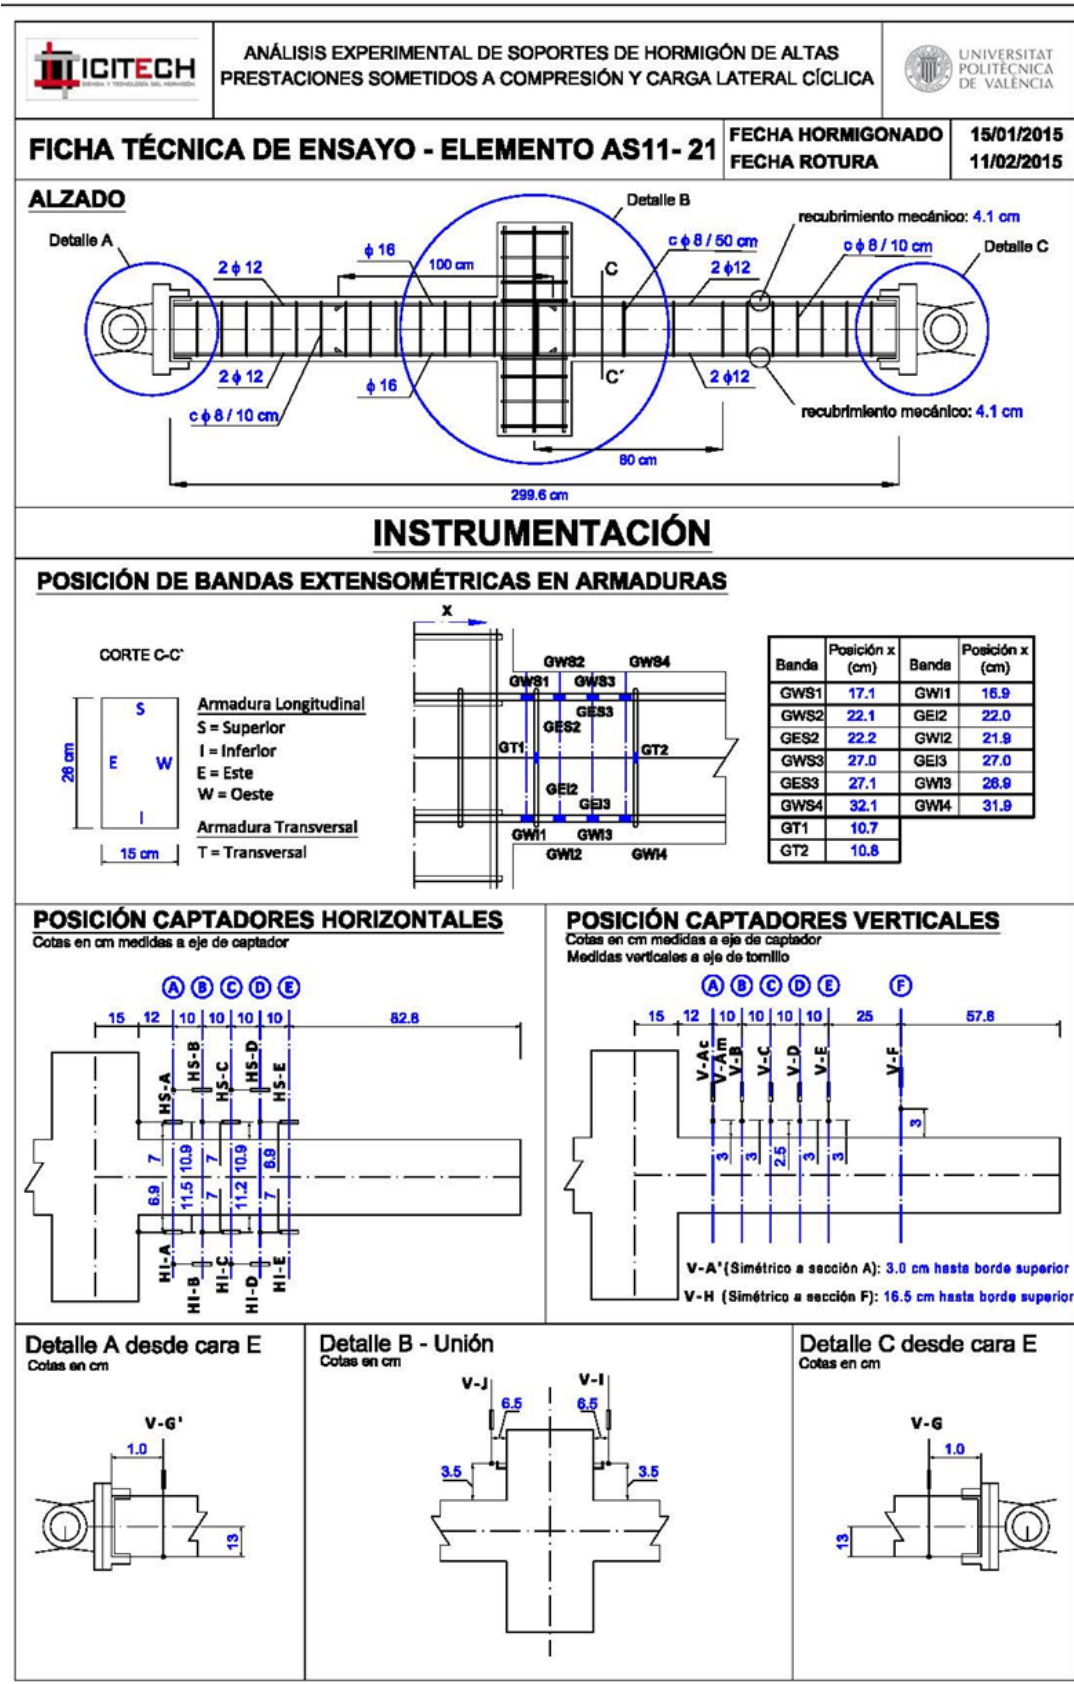 ICITECH
ANÁLISIS EXPERIMENTAL DE SOPORTES DE HORMIGÓN DE ALTAS
PRESTACIONES SOMETIDOS A COMPRESIÓN Y CARGA LATERAL CÍCLICA
UNIVERSITAT
POLITÈCNICA
DE VALÈNCIA
FICHA TÉCNICA DE ENSAYO - ELEMENTO AS11- 21
FECHA HORMIGONADO 15/01/2015
FECHA ROTURA 11/02/2015
ALZADO
Detalle A
Detalle B
recubrimiento mecánico: 4.1 cm
2 ϕ 12
ϕ 16
100 cm
C
c ϕ 8 / 50 cm
2 ϕ12
c ϕ 8 / 10 cm
Detalle C
2 ϕ 12
ϕ 16
C´
2 ϕ12
c ϕ 8 / 10 cm
recubrimiento mecánico: 4.1 cm
80 cm
299.6 cm
INSTRUMENTACIÓN
POSICIÓN DE BANDAS EXTENSOMÉTRICAS EN ARMADURAS
CORTE C-C´
S
E W
I
26 cm
15 cm
Armadura Longitudinal
S = Superior
I = Inferior
E = Este
W = Oeste
Armadura Transversal
T = Transversal
X
GWS2 GWS4
GWS1 GWS3
GES3
GES2
GT1 GT2
GEI2
GEI3
GWI1 GWI3
GWI2 GWI4
Banda Posición x (cm) Banda Posición x (cm)
GWS1 17.1 GWI1 16.9
GWS2 22.1 GEI2 22.0
GES2 22.2 GWI2 21.9
GWS3 27.0 GEI3 27.0
GES3 27.1 GWI3 26.9
GWS4 32.1 GWI4 31.9
GT1 10.7
GT2 10.8
POSICIÓN CAPTADORES HORIZONTALES
Cotas en cm medidas a eje de captador
A B C D E
15 12 10 10 10 10 82.8
HS-A HS-B HS-C HS-D HS-E
7 10.9 7 10.9 6.9
6.9 11.5 7 11.2 7
HI-A HI-B HI-C HI-D HI-E
POSICIÓN CAPTADORES VERTICALES
Cotas en cm medidas a eje de captador
Medidas verticales a eje de tornillo
A B C D E F
15 12 10 10 10 10 25 57.8
V-Ac V-Am V-B V-C V-D V-E V-F
3 3 2.5 3 3 3
V-A'(Simétrico a sección A): 3.0 cm hasta borde superior
V-H (Simétrico a sección F): 16.5 cm hasta borde superior
Detalle A desde cara E
Cotas en cm
V-G'
1.0
13
Detalle B - Unión
Cotas en cm
V-J V-I
6.5 6.5
3.5 3.5
Detalle C desde cara E
Cotas en cm
V-G
1.0
13